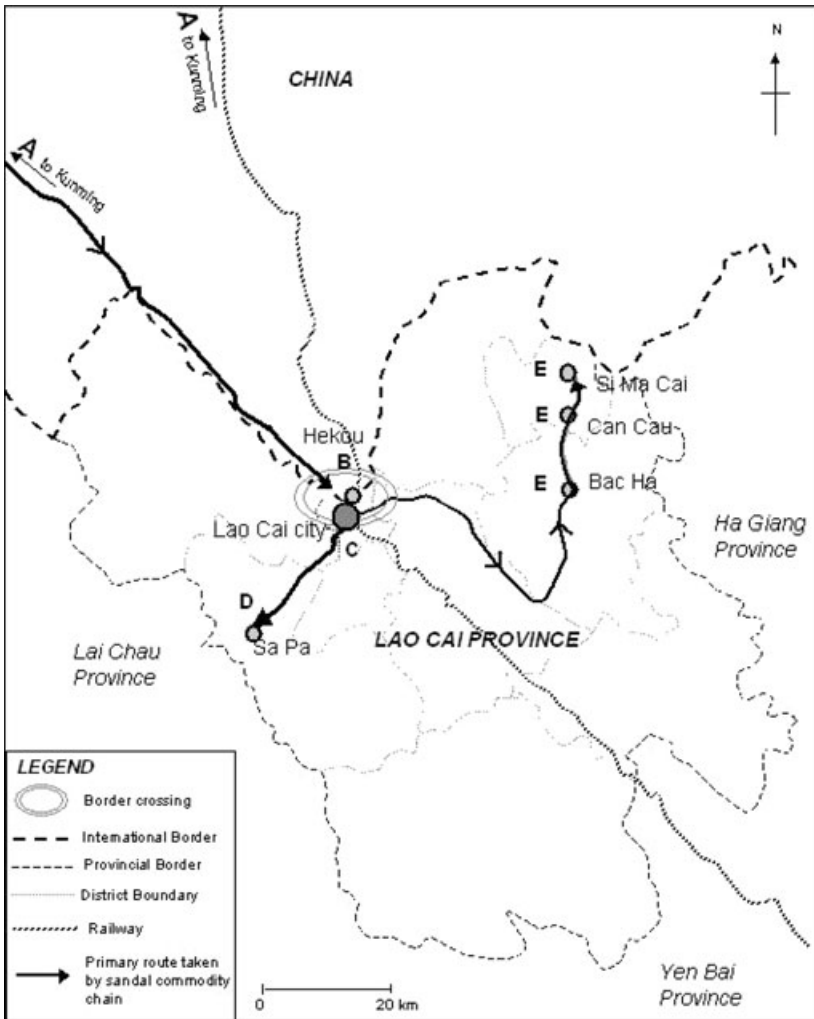 A
to Kunming
CHINA
N
A
to Kunming
E
Si Ma Cai
E
Can Cau
Hekou
B
E
Bac Ha
Lao Cai city
Ha Giang
Province
C
D
Sa Pa
LAO CAI PROVINCE
Lai Chau
Province
LEGEND
Border crossing
International Border
Provincial Border
District Boundary
Railway
Primary route taken
by sandal commodity
chain
0
20 km
Yen Bai
Province